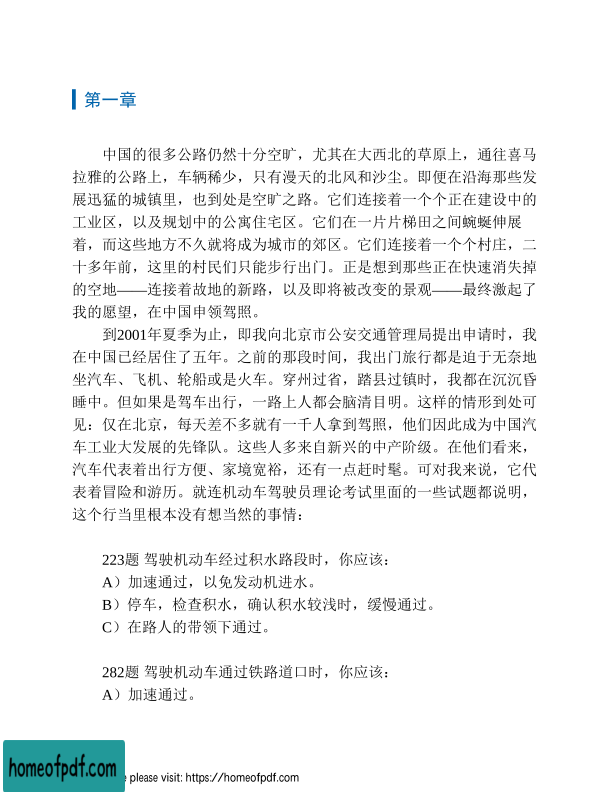 第一章
中国的很多公路仍然十分空旷，尤其在大西北的草原上，通往喜马
拉雅的公路上，车辆稀少，只有漫天的北风和沙尘。即便在沿海那些发
展迅猛的城镇里，也到处是空旷之路。它们连接着一个个正在建设中的
工业区，以及规划中的公寓住宅区。它们在一片片梯田之间蜿蜒伸展
着，而这些地方不久就将成为城市的郊区。它们连接着一个个村庄，二
十多年前，这里的村民们只能步行出门。正是想到那些正在快速消失掉
的空地——连接着故地的新路，以及即将被改变的景观——最终激起了
我的愿望，在中国申领驾照。
到2001年夏季为止，即我向北京市公安交通管理局提出申请时，我
在中国已经居住了五年。之前的那段时间，我出门旅行都是迫于无奈地
坐汽车、飞机、轮船或是火车。穿州过省，踏县过镇时，我都在沉沉昏
睡中。但如果是驾车出行，一路上人都会脑清目明。这样的情形到处可
见：仅在北京，每天差不多就有一千人拿到驾照，他们因此成为中国汽
车工业大发展的先锋队。这些人多来自新兴的中产阶级。在他们看来，
汽车代表着出行方便、家境宽裕，还有一点赶时髦。可对我来说，它代
表着冒险和游历。就连机动车驾驶员理论考试里面的一些试题都说明，
这个行当里根本没有想当然的事情：
223题 驾驶机动车经过积水路段时，你应该：
A）加速通过，以免发动机进水。
B）停车，检查积水，确认积水较浅时，缓慢通过。
C）在路人的带领下通过。
282题 驾驶机动车通过铁路道口时，你应该：
A）加速通过。
homeofpdf.com
e please visit: https://homeofpdf.com